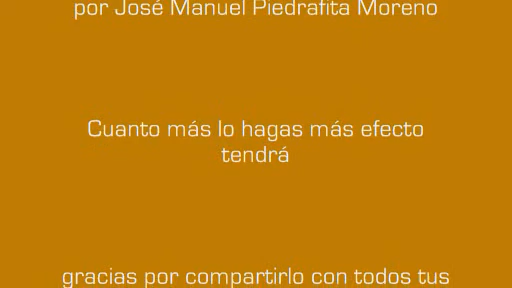 por José Manuel Piedrafita Moreno
Cuanto más lo hagas más efecto
tendrá
gracias por compartirlo con todos tus